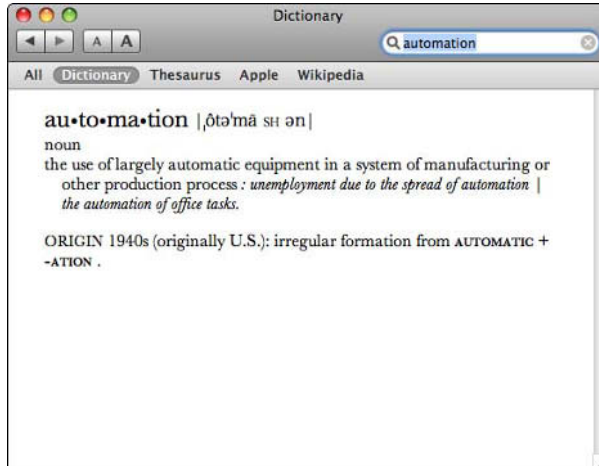 Dictionary
A A
automation
All Dictionary Thesaurus Apple Wikipedia
au•to•ma•tion |ˌôtəˈmā SH ən|
noun
the use of largely automatic equipment in a system of manufacturing or
other production process : unemployment due to the spread of automation |
the automation of office tasks.
ORIGIN 1940s (originally U.S.): irregular formation from AUTOMATIC +
-ATION .